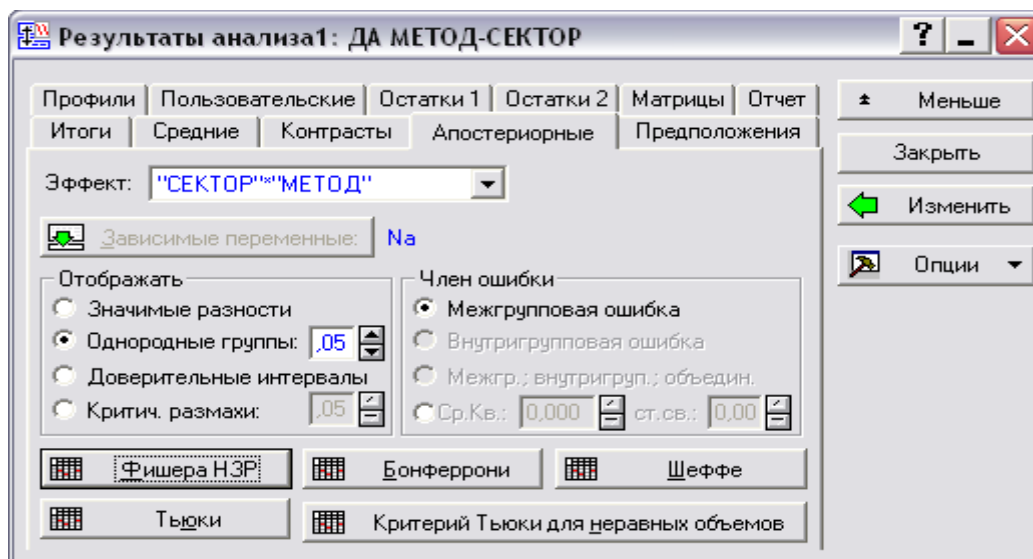 Результаты анализа1: ДА МЕТОД-СЕКТОР
Профили Пользовательские Остатки 1 Остатки 2 Матрицы Отчет
Итоги Средние Контрасты Апостериорные Предположения
Меньше
Закрыть
Изменить
Опции
Эффект: "СЕКТОР"*"МЕТОД"
Зависимые переменные: Na
Отображать
Значимые разности
Однородные группы: ,05
Доверительные интервалы
Критич. размахи: ,05
Член ошибки
Межгрупповая ошибка
Внутригрупповая ошибка
Межгр.; внутригруп.; объедин.
Ср.Кв.: 0,000 ст.св.: 0,00
Фишера НЗР Бонферрони Шеффе
Тьюки Критерий Тьюки для неравных объемов